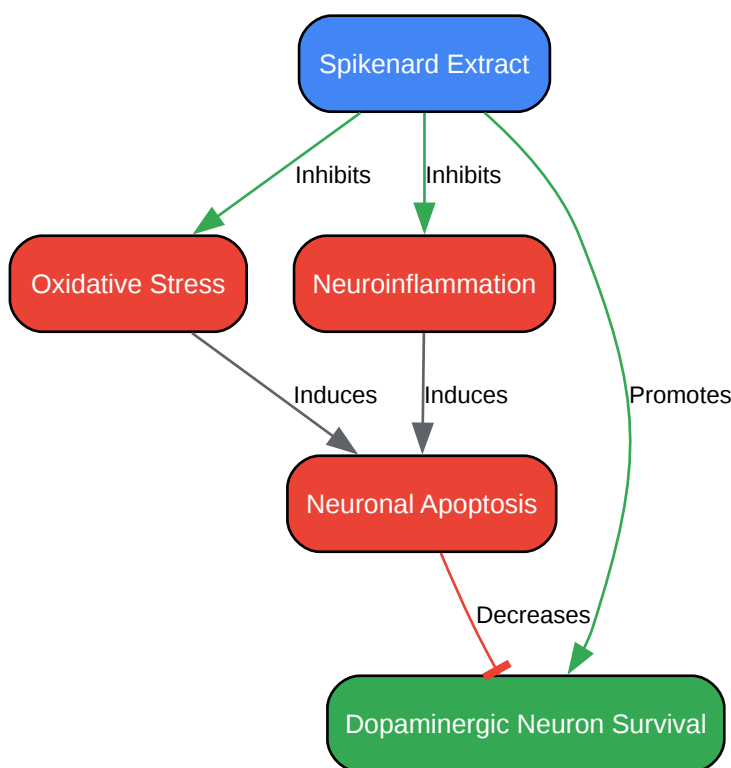 Spikenard Extract
Inhibits
Inhibits
Oxidative Stress
Neuroinflammation
Induces
Induces
Promotes
Neuronal Apoptosis
Decreases
Dopaminergic Neuron Survival